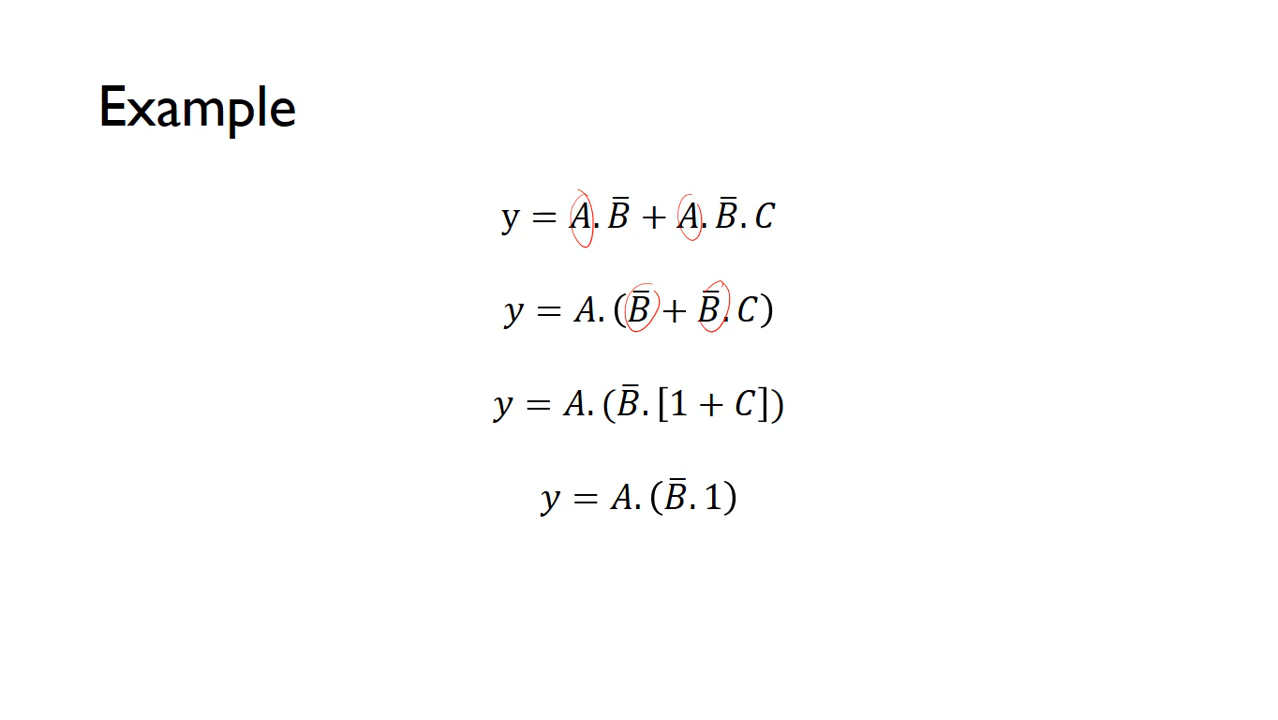 Example
y = A. B̅ + A. B̅. C
y = A. (B̅ + B̅. C)
y = A. (B̅. [1 + C])
y = A. (B̅. 1)